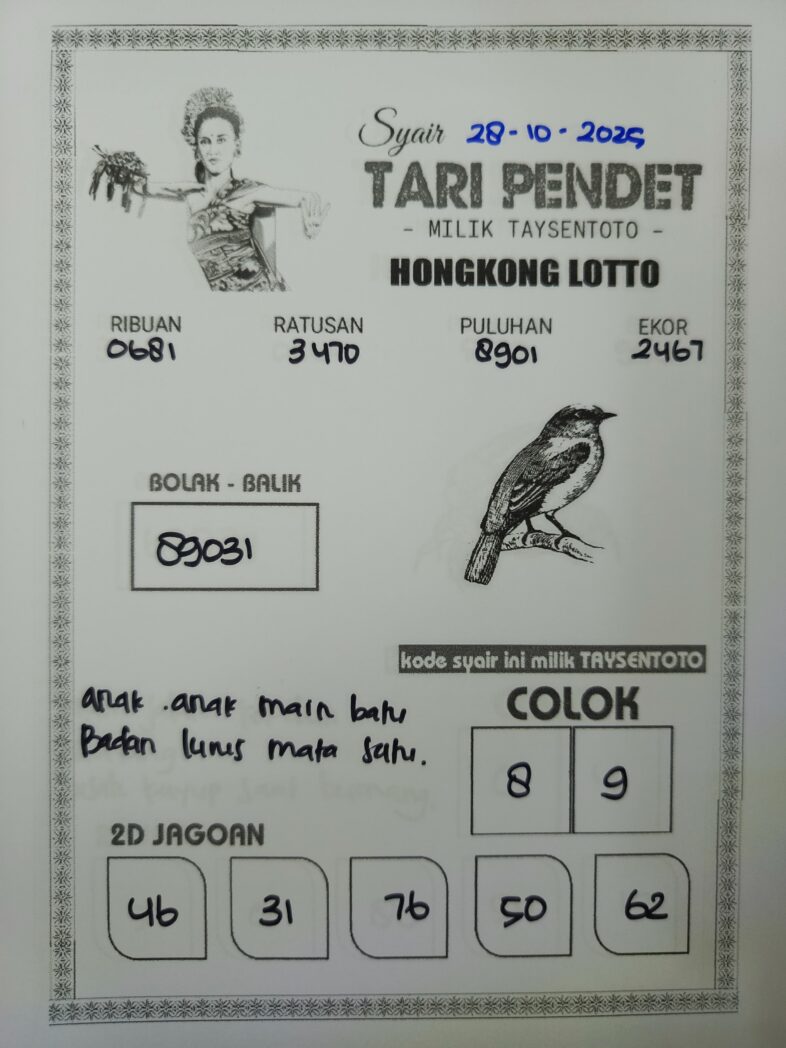 Syair 28-10-2025
TARI PENDET
- MILIK TAYSENTOTO -
HONGKONG LOTTO
RIBUAN RATUSAN PULUHAN EKOR
0681 3470 8901 2467
BOLAK - BALIK
89031
kode syair ini milik TAYSENTOTO
anak .anak main batu
Badan lurus mata satu.
COLOK
8 9
2D JAGOAN
46 31 76 50 62